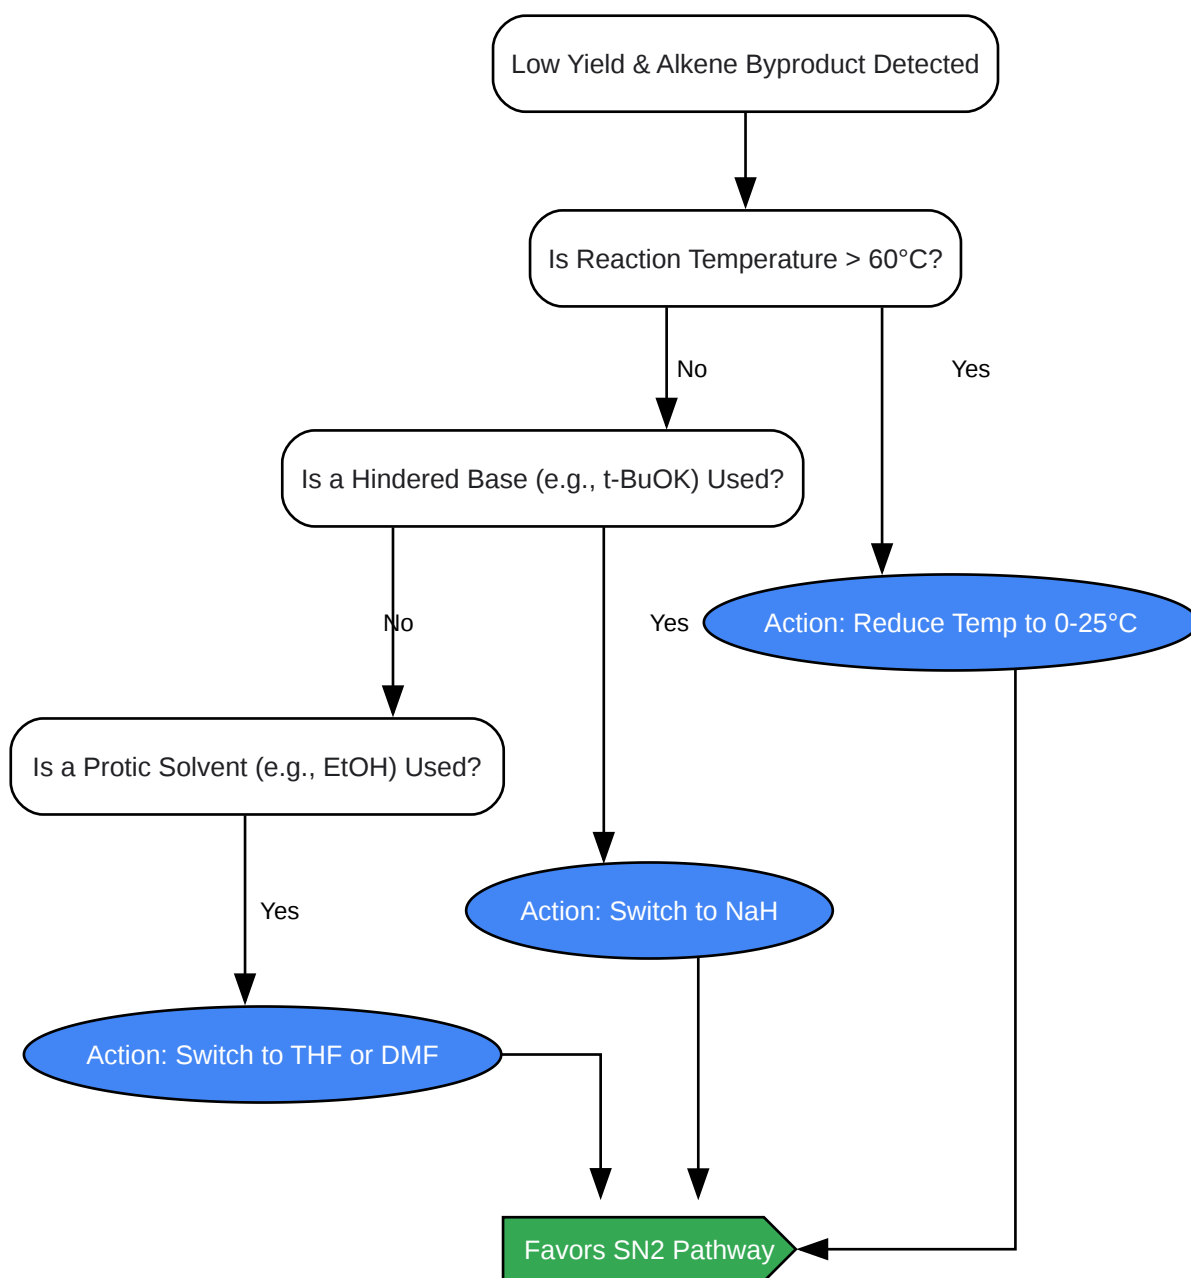 Low Yield & Alkene Byproduct Detected
Is Reaction Temperature > 60°C?
No
Yes
Is a Hindered Base (e.g., t-BuOK) Used?
No
Yes
Action: Reduce Temp to 0-25°C
Is a Protic Solvent (e.g., EtOH) Used?
Yes
Action: Switch to NaH
Action: Switch to THF or DMF
Favors SN2 Pathway